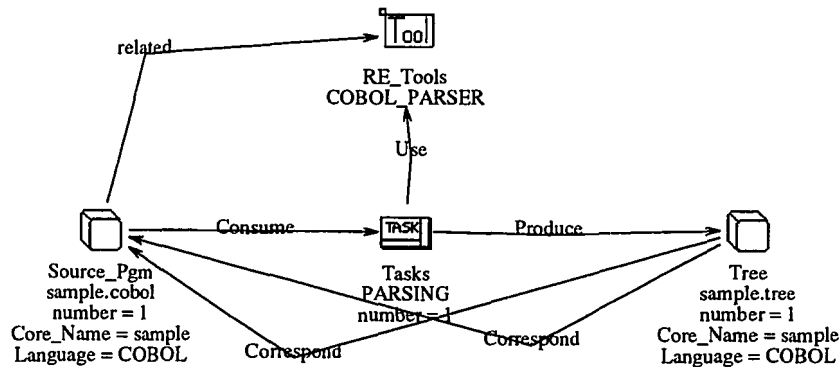 Tool
related
RE_Tools
COBOL_PARSER
Use
Consume
TASK
Produce
Source_Pgm
sample.cobol
number = 1
Core_Name = sample
Language = COBOL
Tasks
PARSING
number = 1
Tree
sample.tree
number = 1
Core_Name = sample
Language = COBOL
Correspond
Correspond